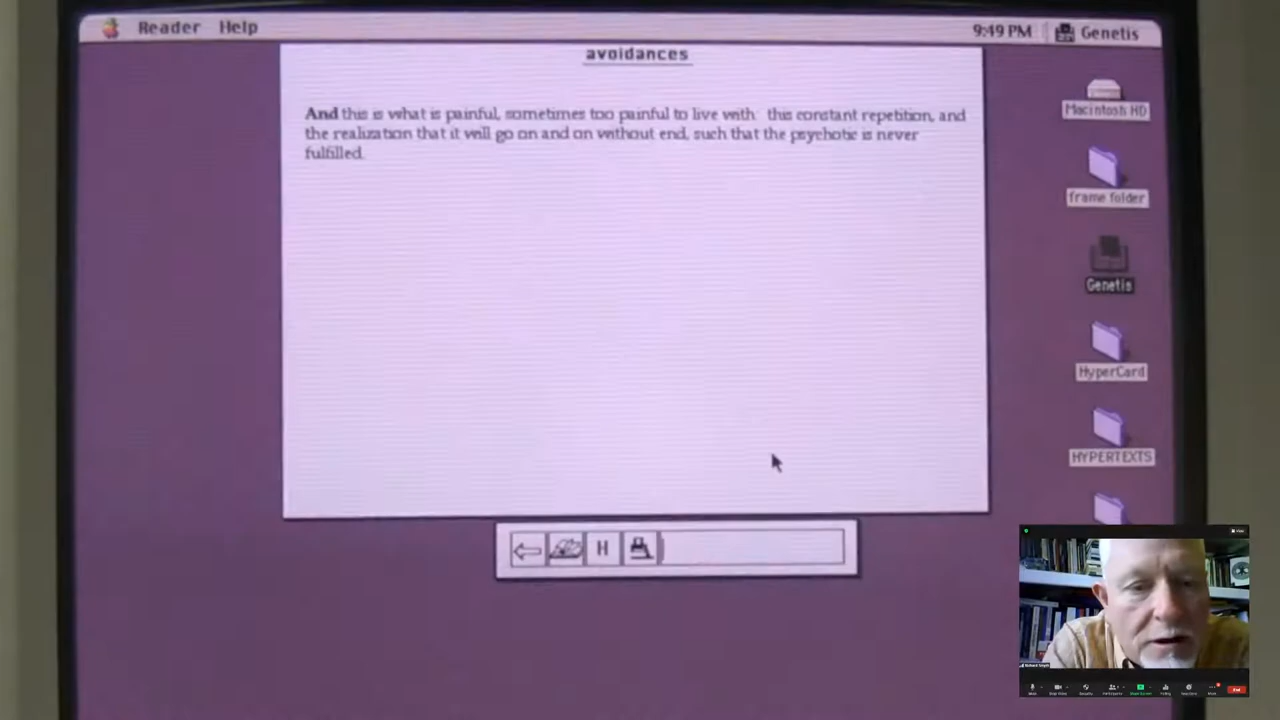 Reader Help 9:49 PM Genetis
avoidances
And this is what is painful, sometimes too painful to live with: this constant repetition, and
the realization that it will go on and on without end, such that the psychotic is never
fulfilled.
Macintosh HD
frame folder
Genetis
HyperCard
HYPERTEXTS
H